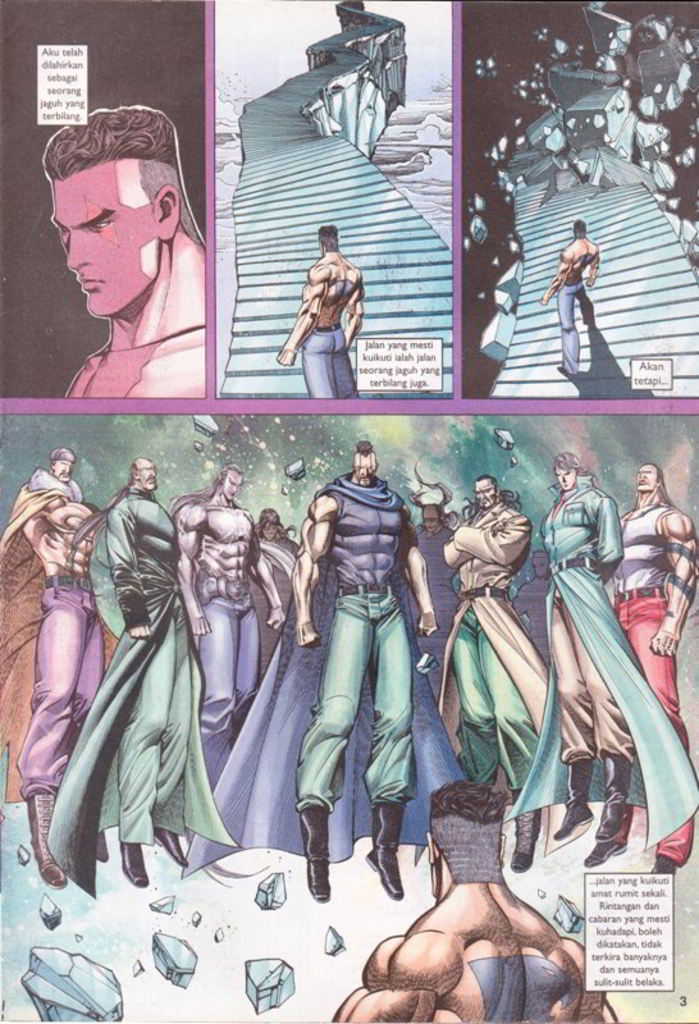 Aku telah
dilahirkan
sebagai
seorang
jaguh yang
terbilang.
Jalan yang mesti
kuikuti ialah jalan
seorang jaguh yang
terbilang juga.
Akan
tetapi...
...jalan yang kuikuti
amat rumit sekali.
Rintangan dan
cabaran yang mesti
kuhadapi, boleh
dikatakan, tidak
terkira banyaknya
dan semuanya
sulit-sulit belaka.
3